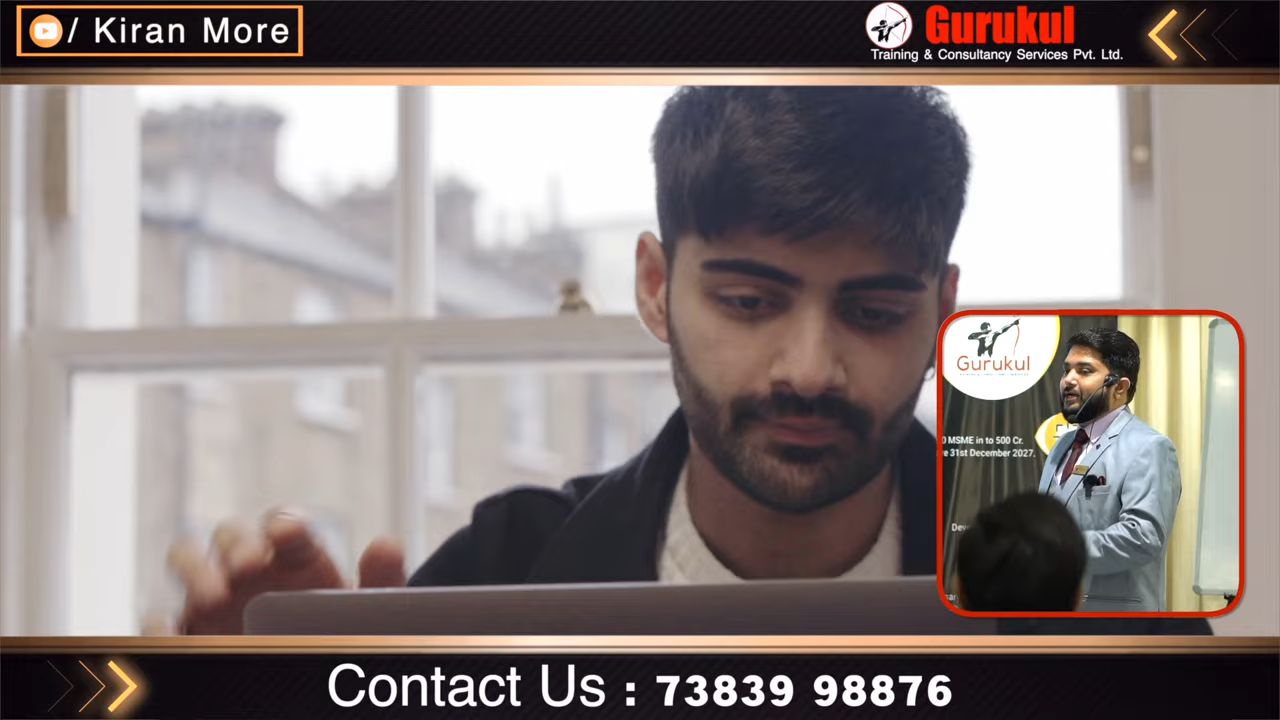 / Kiran More
Gurukul
Training & Consultancy Services Pvt. Ltd.
Gurukul
0 MSME in to 500 Cr.
re 31st December 2027.
Contact Us : 73839 98876